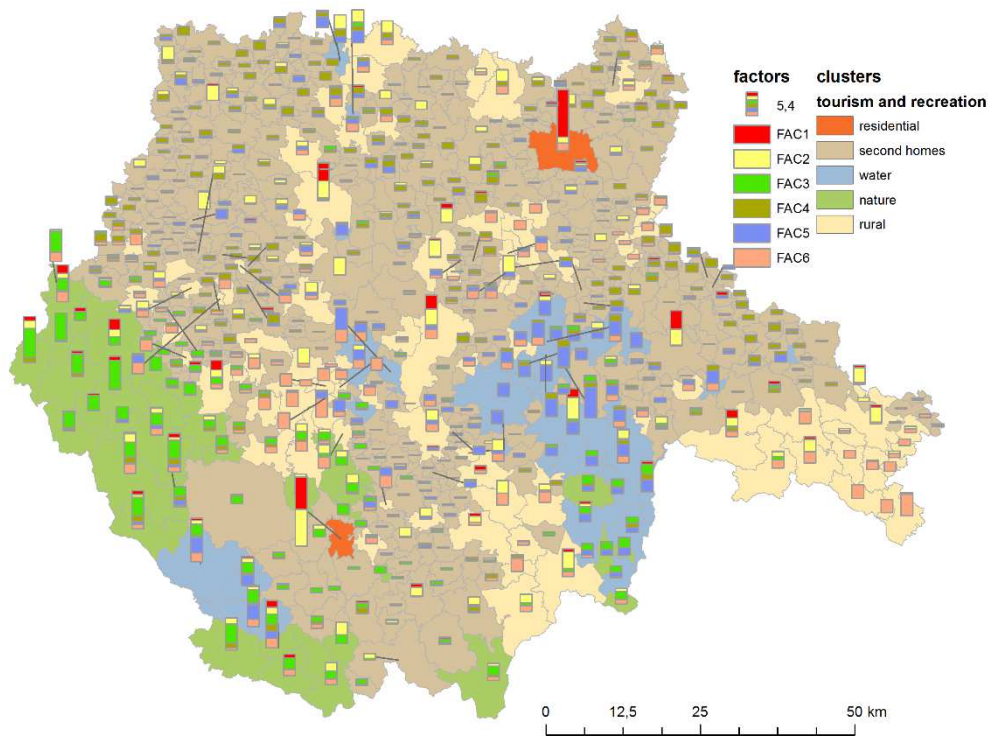 factors
5,4
FAC1
FAC2
FAC3
FAC4
FAC5
FAC6
clusters
tourism and recreation
residential
second homes
water
nature
rural
0 12,5 25 50 km